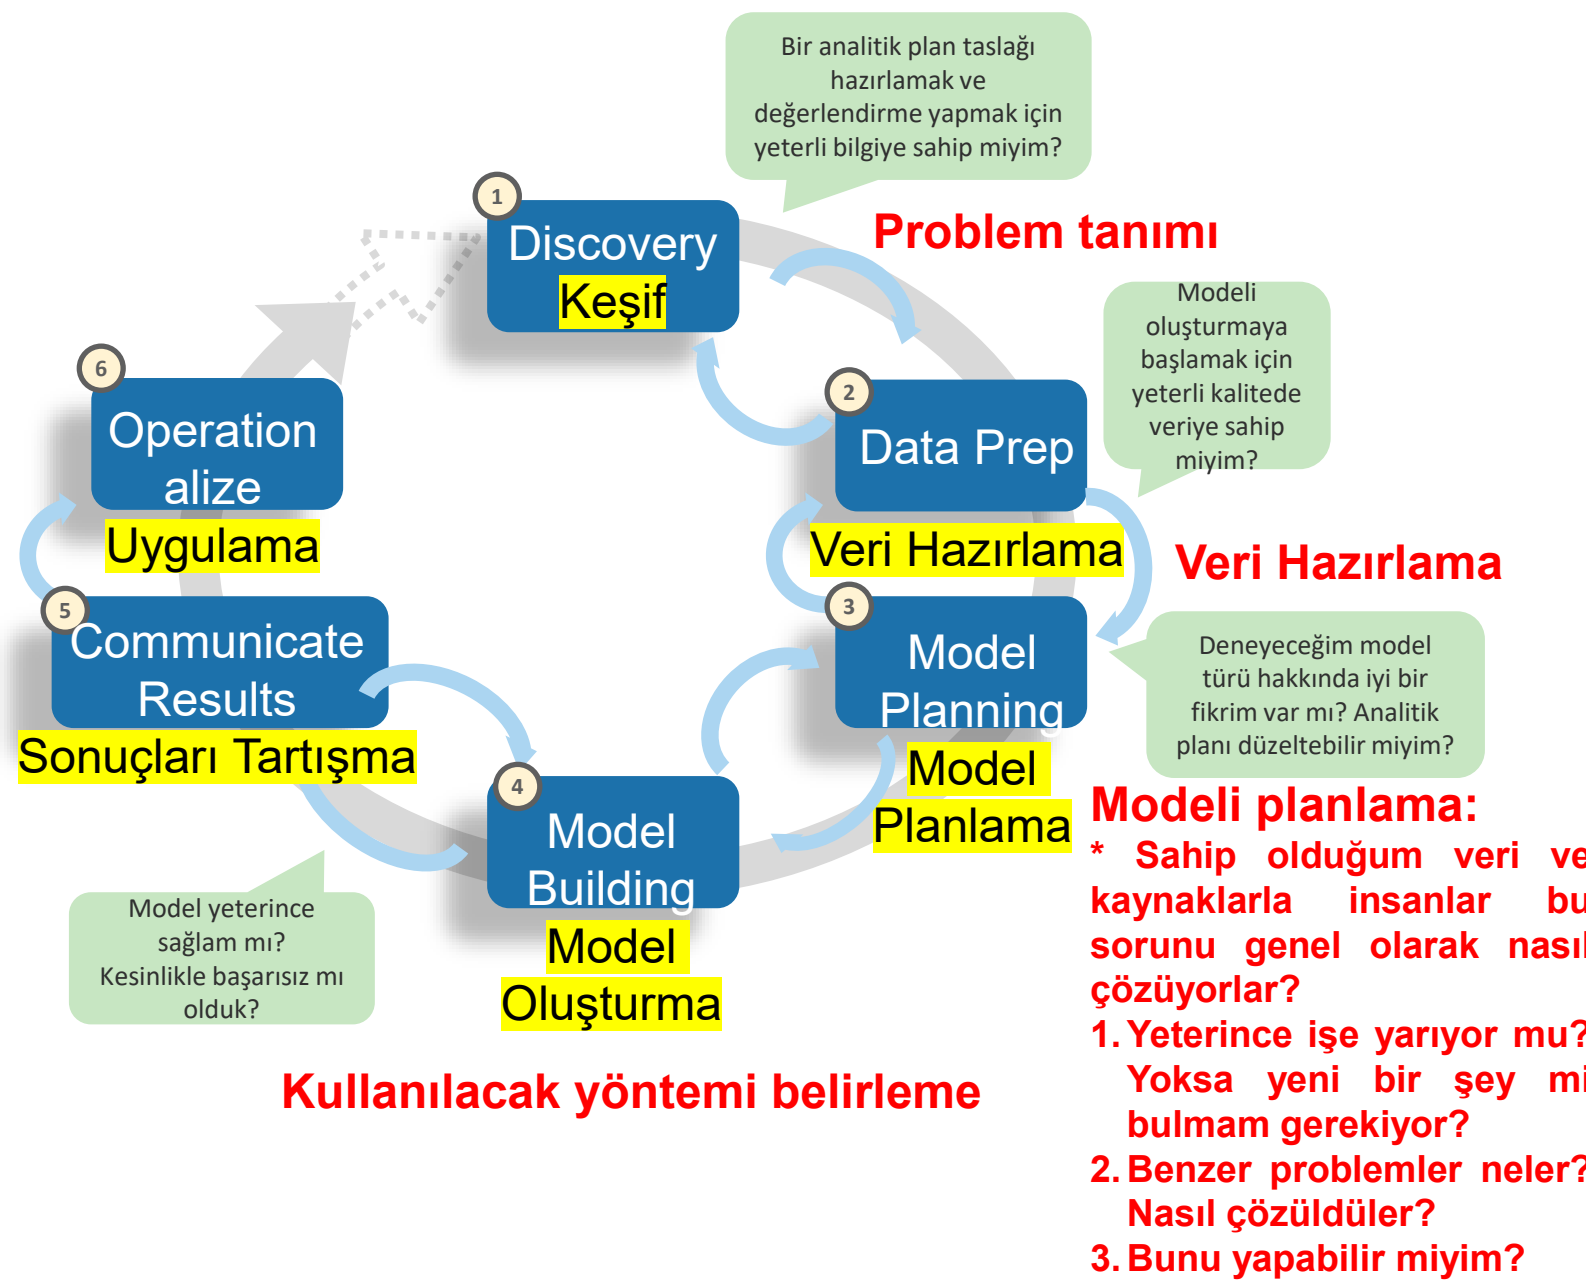 Bir analitik plan taslağı
hazırlamak ve
değerlendirme yapmak için
yeterli bilgiye sahip miyim?
1
Discovery
Keşif
Problem tanımı
Modeli
oluşturmaya
başlamak için
yeterli kalitede
veriye sahip
miyim?
2
Data Prep
Veri Hazırlama
Veri Hazırlama
6
Operation
alize
Uygulama
5
Communicate
Results
Sonuçları Tartışma
3
Model
Planning
Model
Planlama
Deneyeceğim model
türü hakkında iyi bir
fikrim var mı? Analitik
planı düzeltebilir miyim?
4
Model
Building
Model
Oluşturma
Model yeterince
sağlam mı?
Kesinlikle başarısız mı
olduk?
Kullanılacak yöntemi belirleme
Modeli planlama:
* Sahip olduğum veri ve
kaynaklarla insanlar bu
sorunu genel olarak nasıl
çözüyorlar?
1. Yeterince işe yarıyor mu?
Yoksa yeni bir şey mi
bulmam gerekiyor?
2. Benzer problemler neler?
Nasıl çözüldüler?
3. Bunu yapabilir miyim?